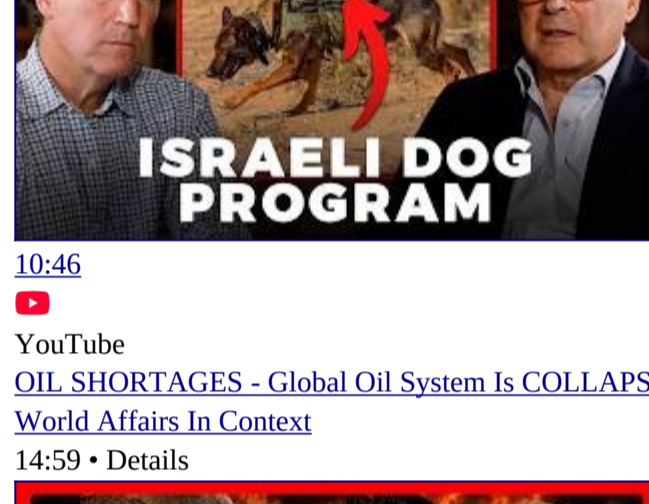 ISRAELI DOG
PROGRAM
10:46
YouTube
OIL SHORTAGES - Global Oil System Is COLLAPS
World Affairs In Context
14:59 • Details